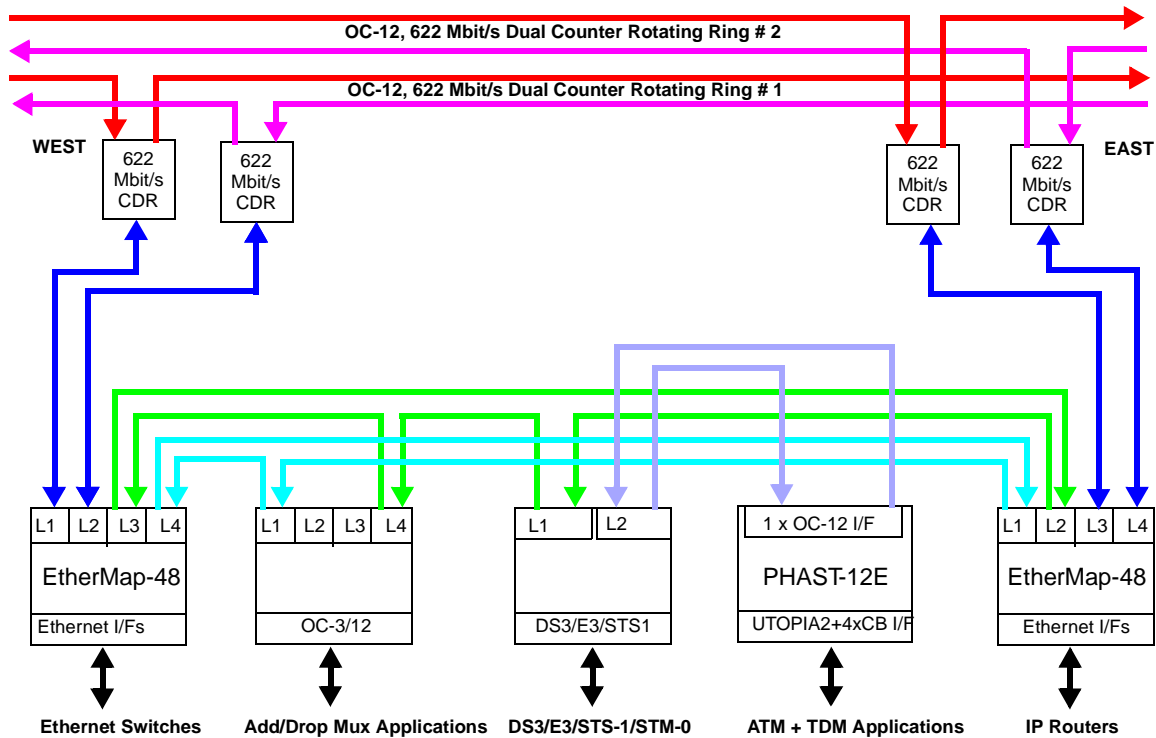 OC-12, 622 Mbit/s Dual Counter Rotating Ring # 2
OC-12, 622 Mbit/s Dual Counter Rotating Ring # 1
WEST
622
Mbit/s
CDR
622
Mbit/s
CDR
622
Mbit/s
CDR
622
Mbit/s
CDR
EAST
L1 L2 L3 L4
EtherMap-48
Ethernet I/Fs
L1 L2 L3 L4
OC-3/12
L1 L2
DS3/E3/STS1
1 x OC-12 I/F
PHAST-12E
UTOPIA2+4xCB I/F
L1 L2 L3 L4
EtherMap-48
Ethernet I/Fs
Ethernet Switches
Add/Drop Mux Applications
DS3/E3/STS-1/STM-0
ATM + TDM Applications
IP Routers